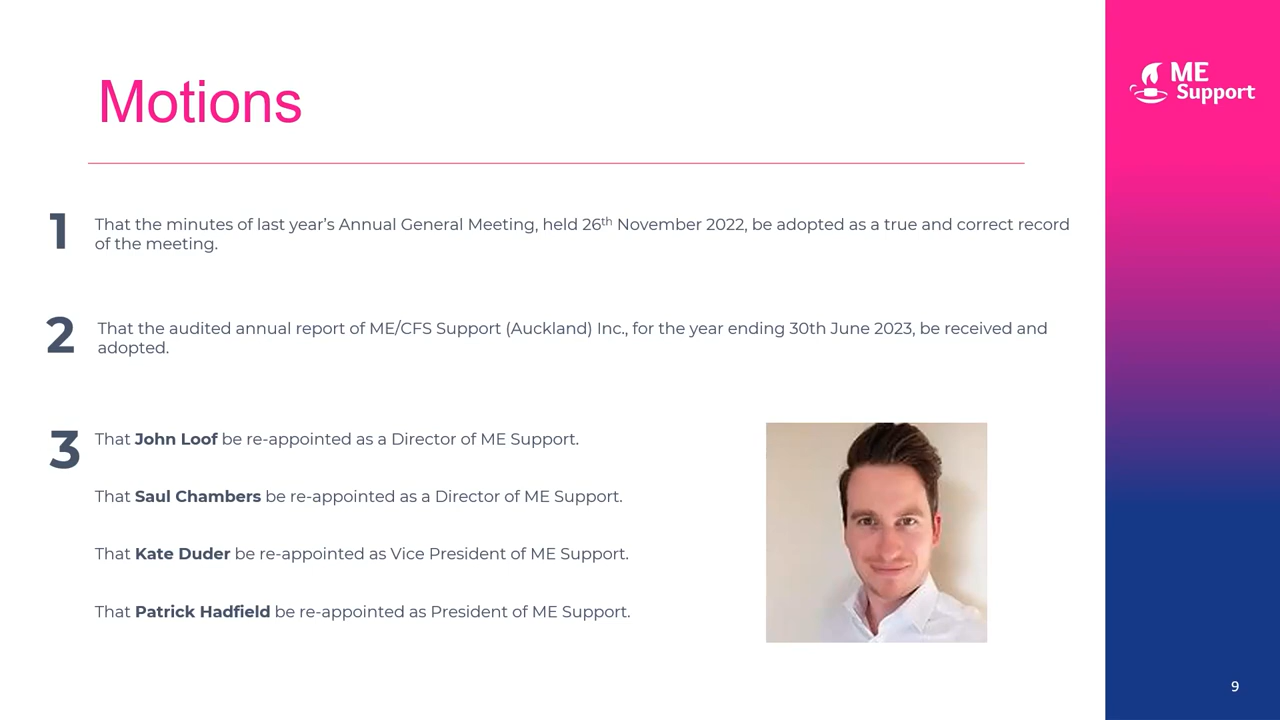 Motions
ME
Support
1
That the minutes of last year's Annual General Meeting, held 26th November 2022, be adopted as a true and correct record
of the meeting.
2
That the audited annual report of ME/CFS Support (Auckland) Inc., for the year ending 30th June 2023, be received and
adopted.
3
That John Loof be re-appointed as a Director of ME Support.
That Saul Chambers be re-appointed as a Director of ME Support.
That Kate Duder be re-appointed as Vice President of ME Support.
That Patrick Hadfield be re-appointed as President of ME Support.
9